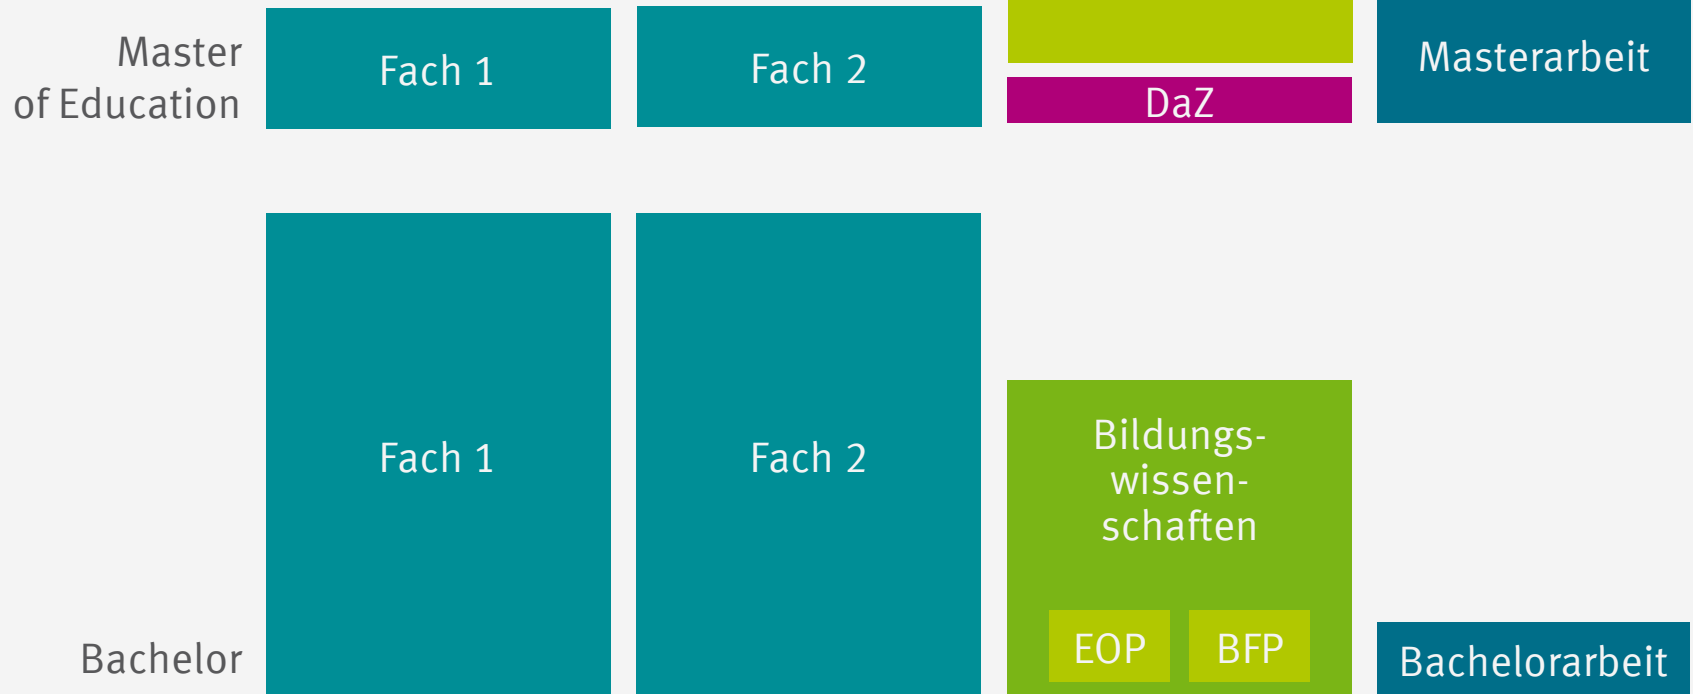 Master
of Education
Fach 1
Fach 2
DaZ
Masterarbeit
Fach 1
Fach 2
Bildungs-
wissen-
schaften
EOP
BFP
Bachelor
Bachelorarbeit